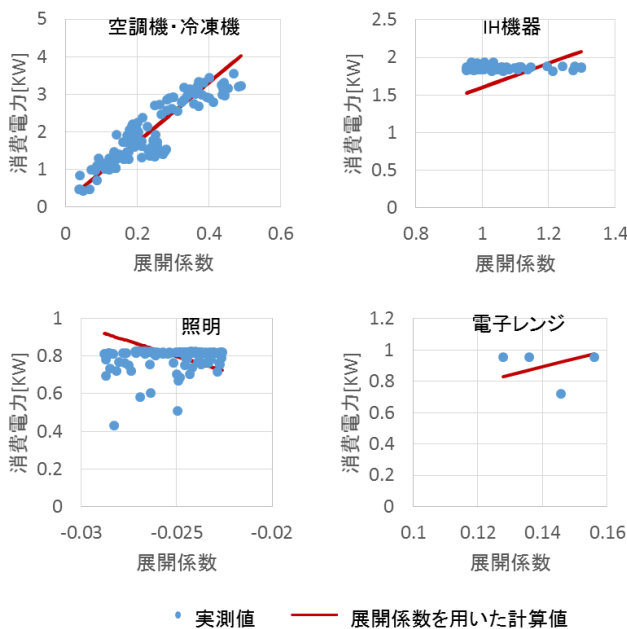 空調機・冷凍機
消費電力[KW]
5
4
3
2
1
0
0
0.2
0.4
0.6
展開係数
IH機器
消費電力[KW]
2.5
2
1.5
1
0.5
0
0.8
1
1.2
1.4
展開係数
照明
消費電力[KW]
1
0.8
0.6
0.4
0.2
0
-0.03
-0.025
-0.02
展開係数
電子レンジ
消費電力[KW]
1.2
1
0.8
0.6
0.4
0.2
0
0.1
0.12
0.14
0.16
展開係数
実測値
展開係数を用いた計算値